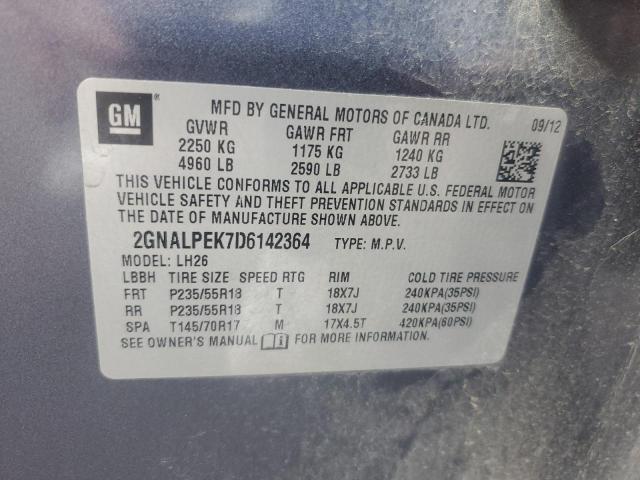 GM
MFD BY GENERAL MOTORS OF CANADA LTD.
09/12
GVWR GAWR FRT GAWR RR
2250 KG 1175 KG 1240 KG
4960 LB 2590 LB 2733 LB
THIS VEHICLE CONFORMS TO ALL APPLICABLE U.S. FEDERAL MOTOR
VEHICLE SAFETY AND THEFT PREVENTION STANDARDS IN EFFECT ON
THE DATE OF MANUFACTURE SHOWN ABOVE.
2GNALPEK7D6142364 TYPE: M.P.V.
MODEL: LH26
LBBH TIRE SIZE SPEED RTG RIM COLD TIRE PRESSURE
FRT P235/55R18 T 18X7J 240KPA(35PSI)
RR P235/55R18 T 18X7J 240KPA(35PSI)
SPA T145/70R17 M 17X4.5T 420KPA(60PSI)
SEE OWNER'S MANUAL FOR MORE INFORMATION.